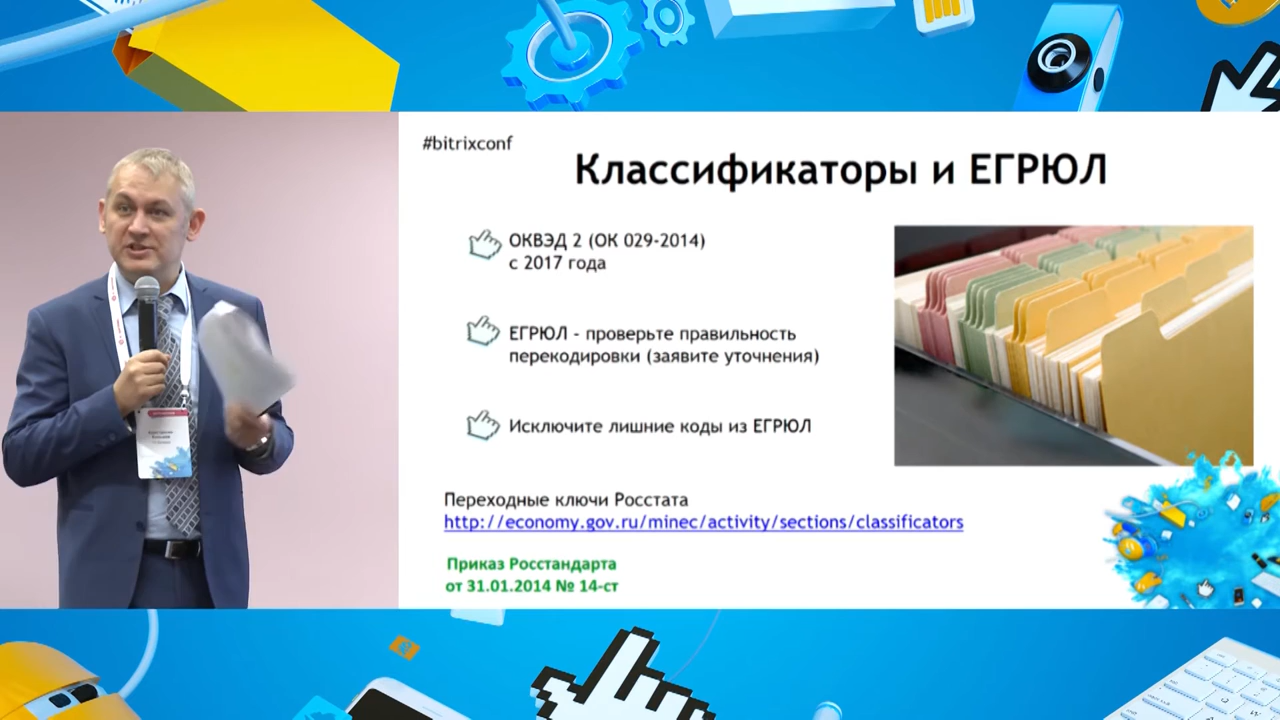 #bitrixconf
Классификаторы и ЕГРЮЛ
ОКВЭД 2 (ОК 029-2014)
с 2017 года
ЕГРЮЛ - проверьте правильность
перекодировки (заявите уточнения)
Исключите лишние коды из ЕГРЮЛ
Переходные ключи Росстата
http://economy.gov.ru/minec/activity/sections/classificators
Приказ Росстандарта
от 31.01.2014 № 14-ст